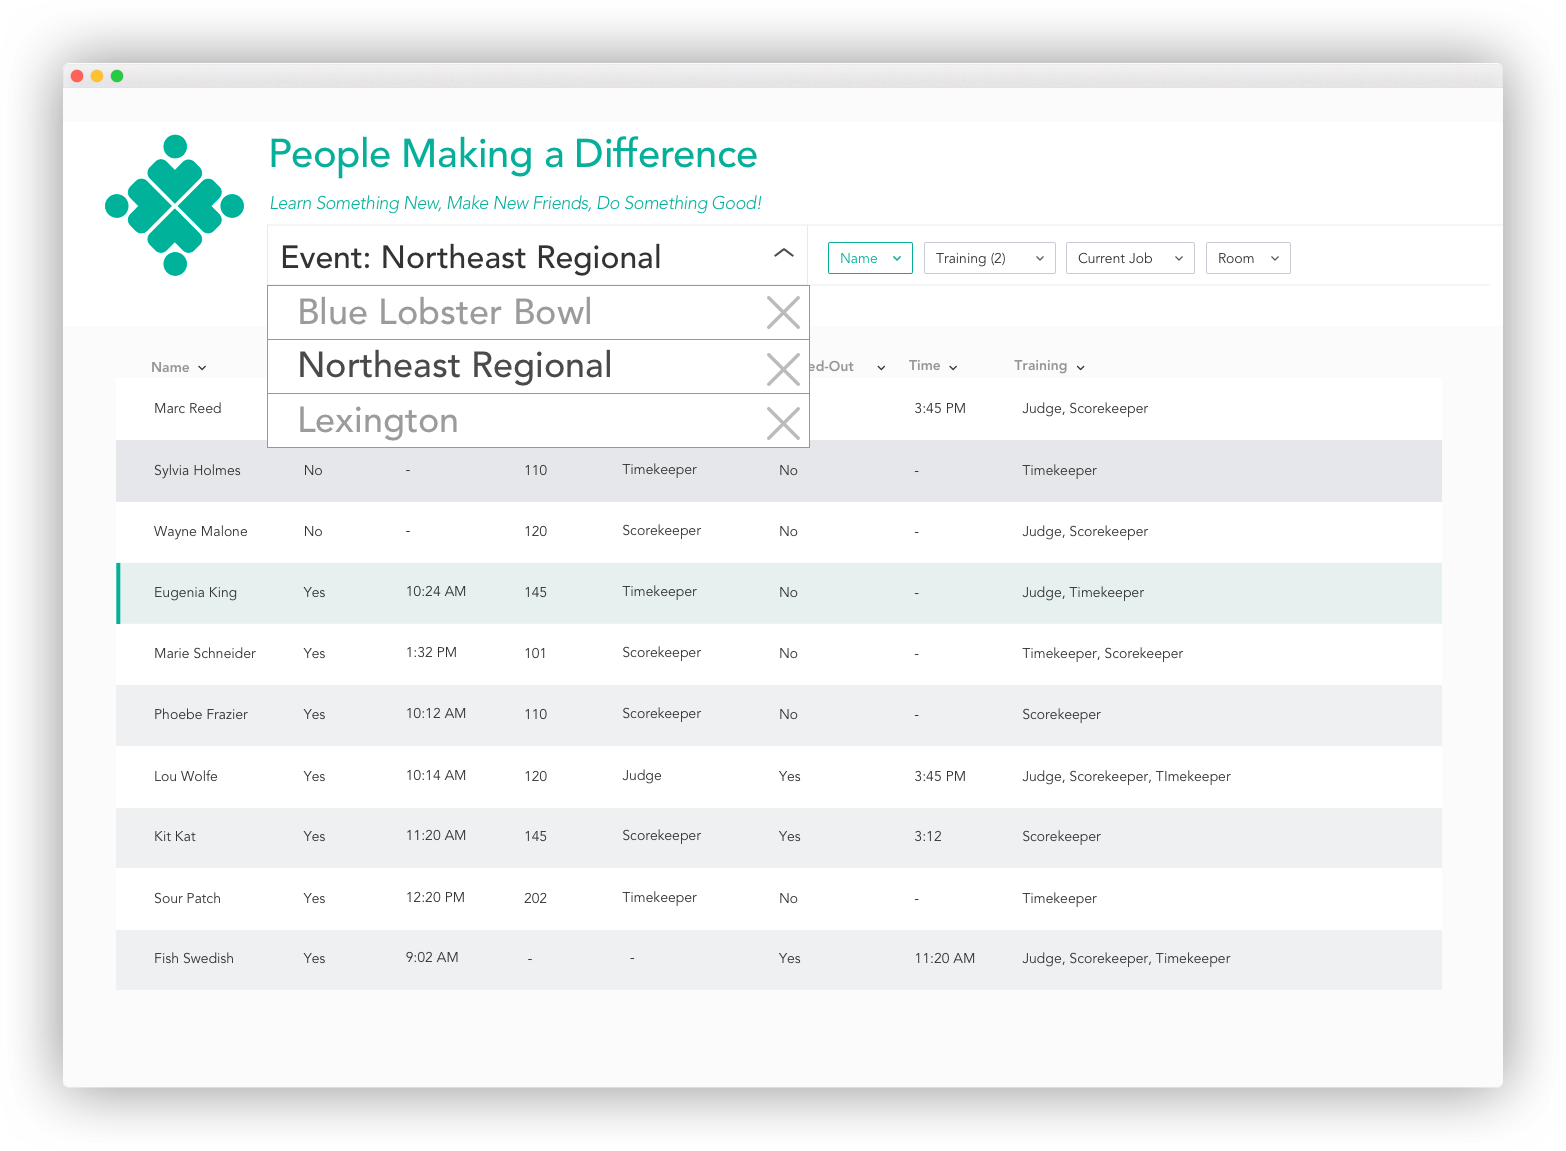 People Making a Difference
Learn Something New, Make New Friends, Do Something Good!
Event: Northeast Regional Name Training (2) Current Job Room
Blue Lobster Bowl
Northeast Regional
Lexington
Name ed-Out Time Training
Marc Reed 3:45 PM Judge, Scorekeeper
Sylvia Holmes No - 110 Timekeeper No - Timekeeper
Wayne Malone No - 120 Scorekeeper No - Judge, Scorekeeper
Eugenia King Yes 10:24 AM 145 Timekeeper No - Judge, Timekeeper
Marie Schneider Yes 1:32 PM 101 Scorekeeper No - Timekeeper, Scorekeeper
Phoebe Frazier Yes 10:12 AM 110 Scorekeeper No - Scorekeeper
Lou Wolfe Yes 10:14 AM 120 Judge Yes 3:45 PM Judge, Scorekeeper, TImekeeper
Kit Kat Yes 11:20 AM 145 Scorekeeper Yes 3:12 Scorekeeper
Sour Patch Yes 12:20 PM 202 Timekeeper No - Timekeeper
Fish Swedish Yes 9:02 AM - - Yes 11:20 AM Judge, Scorekeeper, Timekeeper